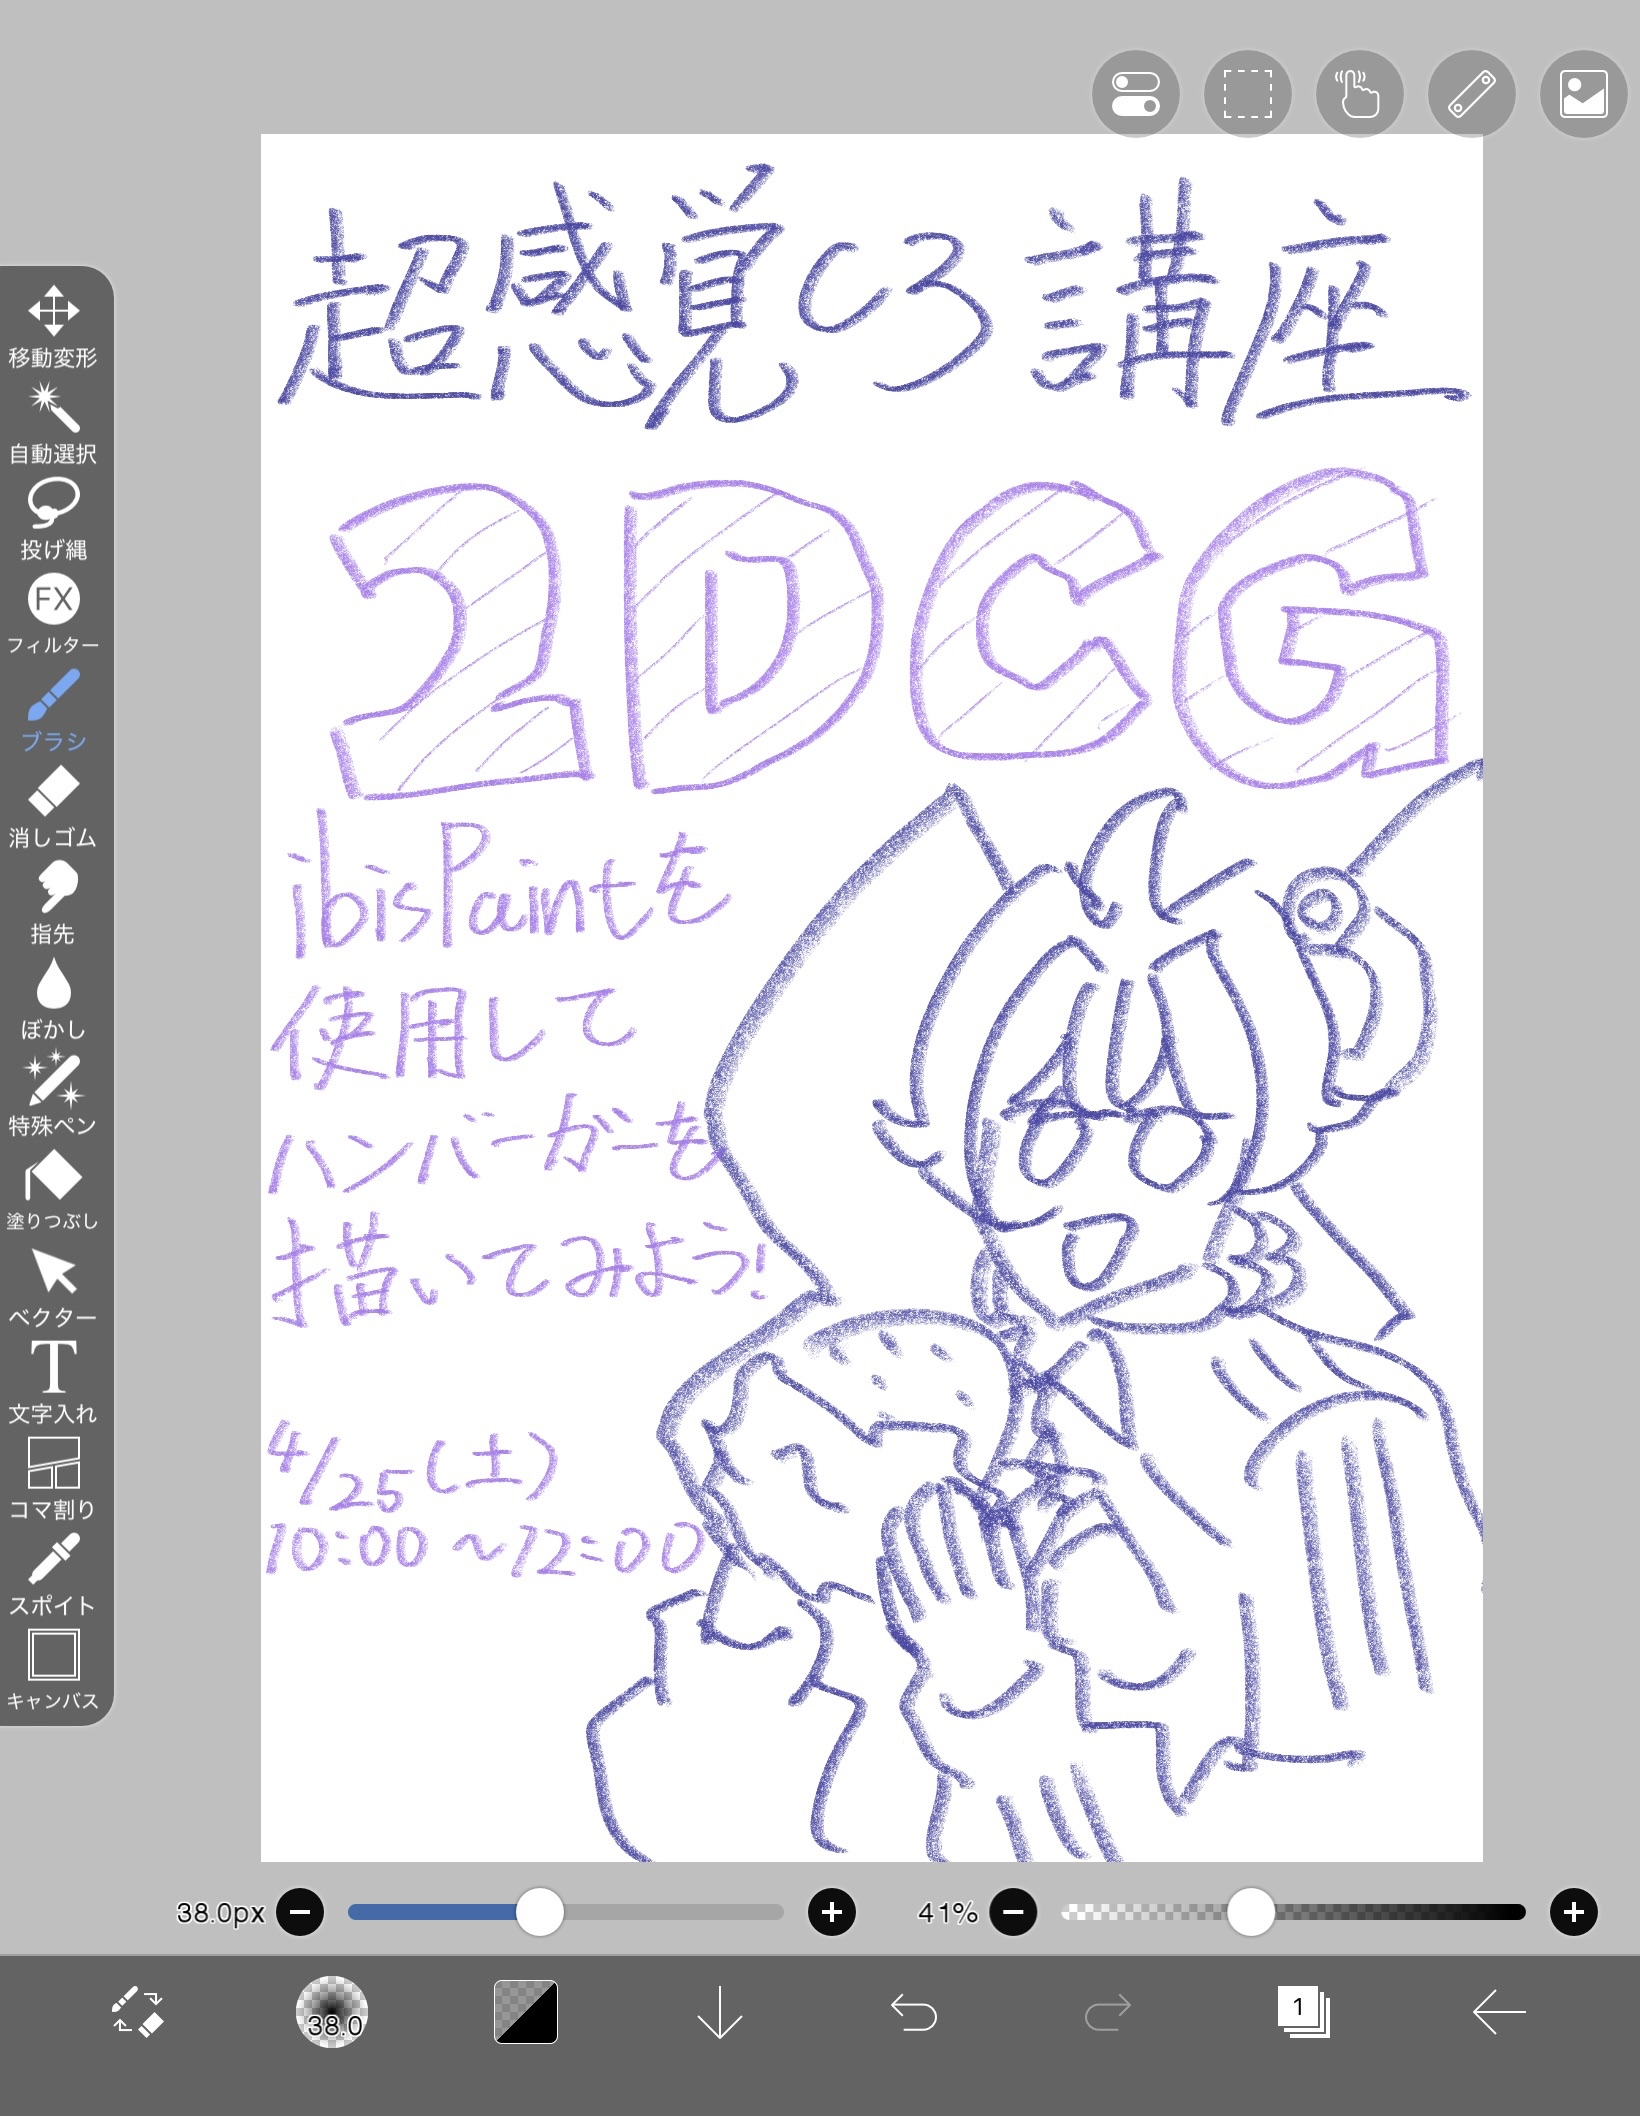 超感覚C3講座
2DCG
ibisPaintを
使用して
ハンバーガーを
描いてみよう!
4/25(土)
10:00~12:00
移動変形
自動選択
投げ縄
FX
フィルター
ブラシ
消しゴム
指先
ぼかし
特殊ペン
塗りつぶし
ベクター
T
文字入れ
コマ割り
スポイト
キャンバス
38.0px
41%
38.0
1